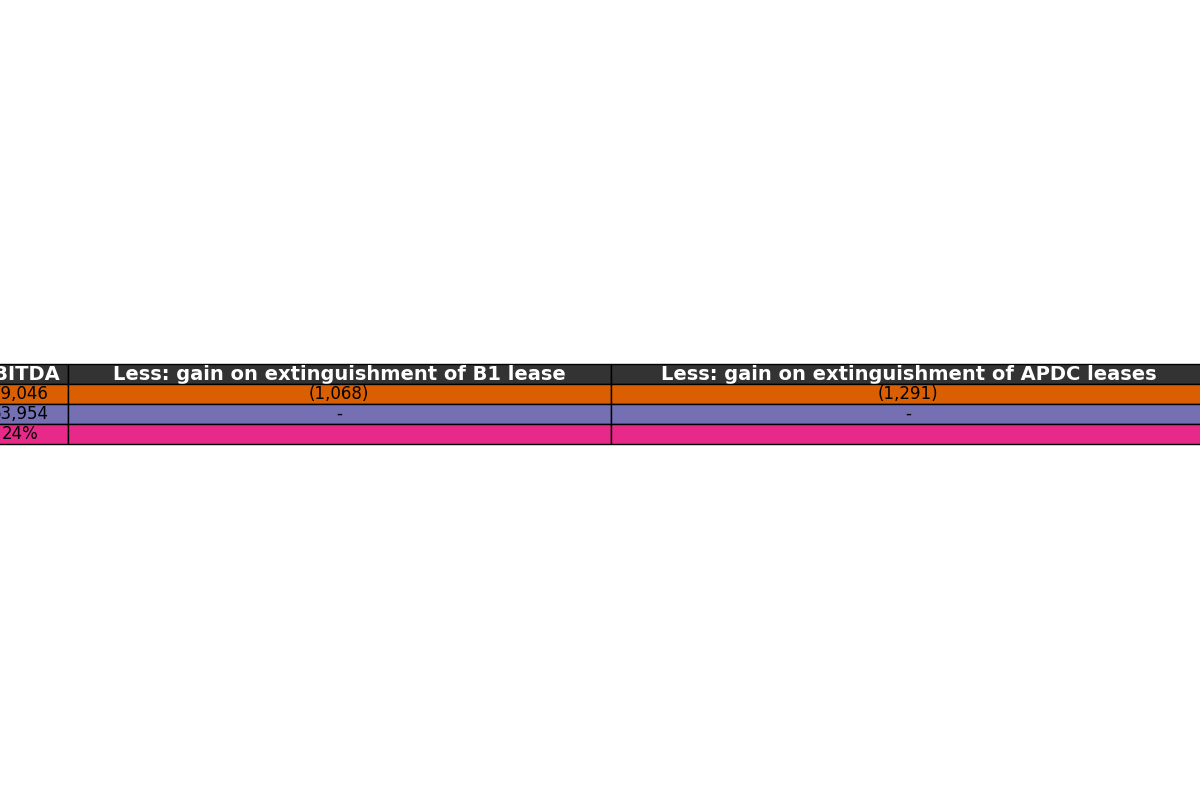 BITDA Less: gain on extinguishment of B1 lease Less: gain on extinguishment of APDC leases
9,046 (1,068) (1,291)
3,954 - -
24%